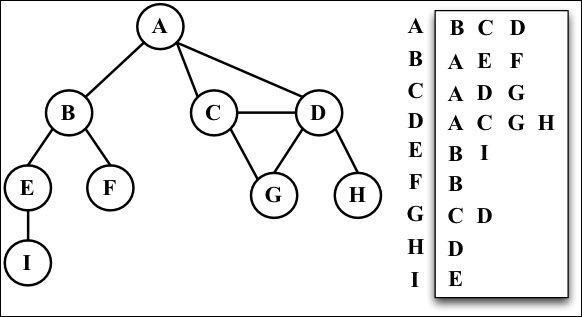 A
B
C
D
E
F
G
H
I
A B C D
B A E F
C A D G
D A C G H
E B I
F B
G C D
H D
I E